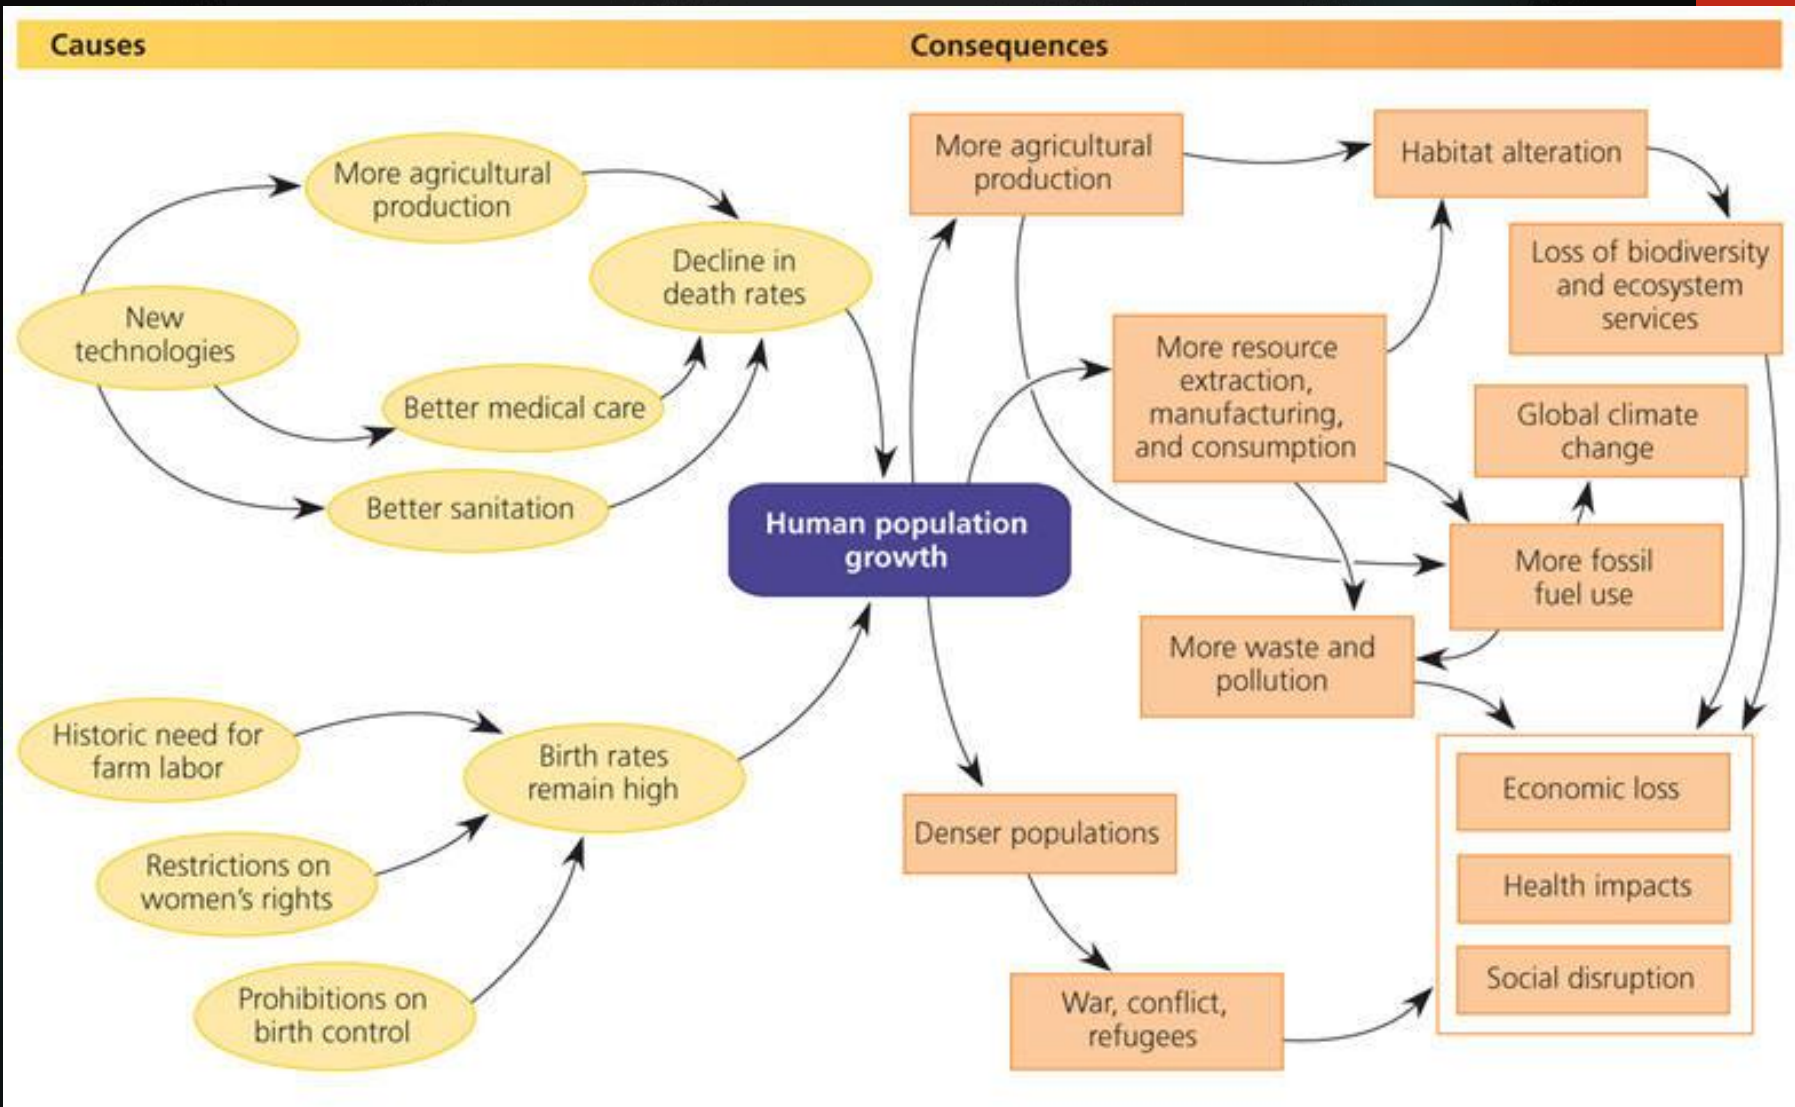 Causes
Consequences
More agricultural
production
Decline in
death rates
New
technologies
Better medical care
Better sanitation
Human population
growth
Historic need for
farm labor
Birth rates
remain high
Restrictions on
women's rights
Prohibitions on
birth control
More agricultural
production
Habitat alteration
Loss of biodiversity
and ecosystem
services
More resource
extraction,
manufacturing,
and consumption
Global climate
change
More fossil
fuel use
More waste and
pollution
Denser populations
War, conflict,
refugees
Economic loss
Health impacts
Social disruption